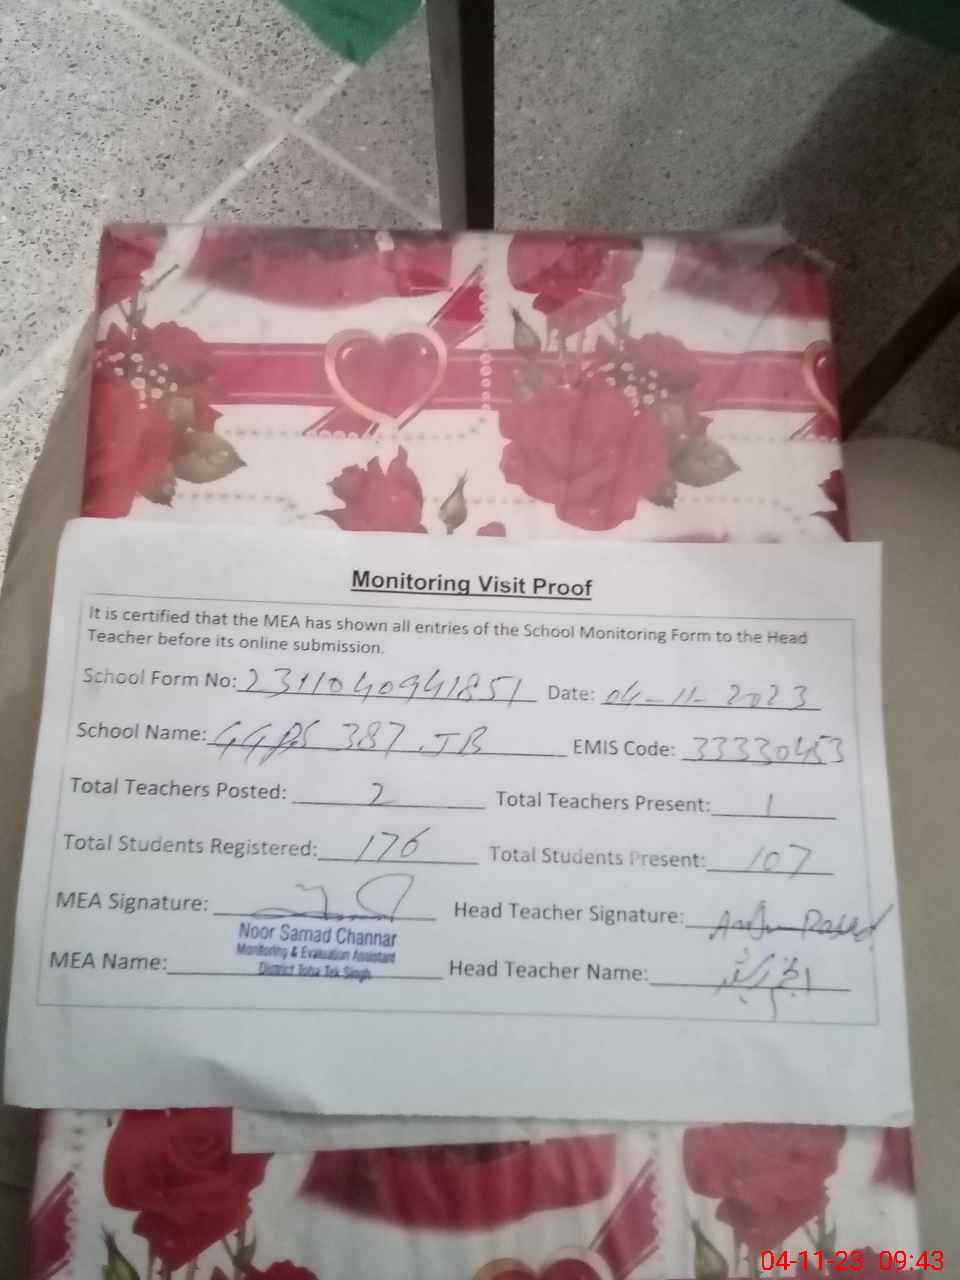 Monitoring Visit Proof
It is certified that the MEA has shown all entries of the School Monitoring Form to the Head
Teacher before its online submission.
School Form No: 2311040941851 Date: 04-11-2023
School Name: GGPS 387 JB EMIS Code: 33330453
Total Teachers Posted: 2 Total Teachers Present: 1
Total Students Registered: 176 Total Students Present: 107
MEA Signature: Head Teacher Signature:
Noor Samad Channar
Monitoring & Evaluation Assistant
District Toba Tek Singh
MEA Name: Head Teacher Name:
04-11-23 09:43